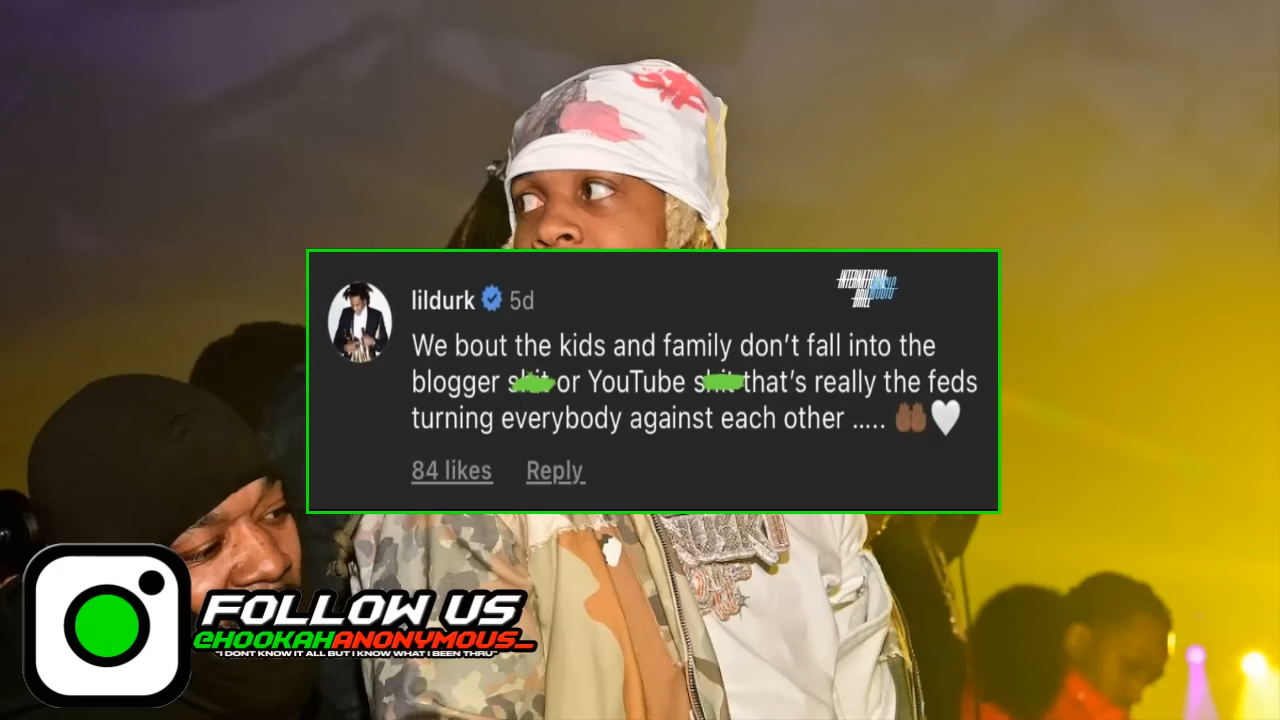 lildurk 5d
We bout the kids and family don't fall into the
blogger shit or YouTube shit that's really the feds
turning everybody against each other ..... 🤲🏾🤍
84 likes Reply
FOLLOW US
@HOOKAHANONYMOUS_
"I DONT KNOW IT ALL BUT I KNOW WHAT I BEEN THRU"